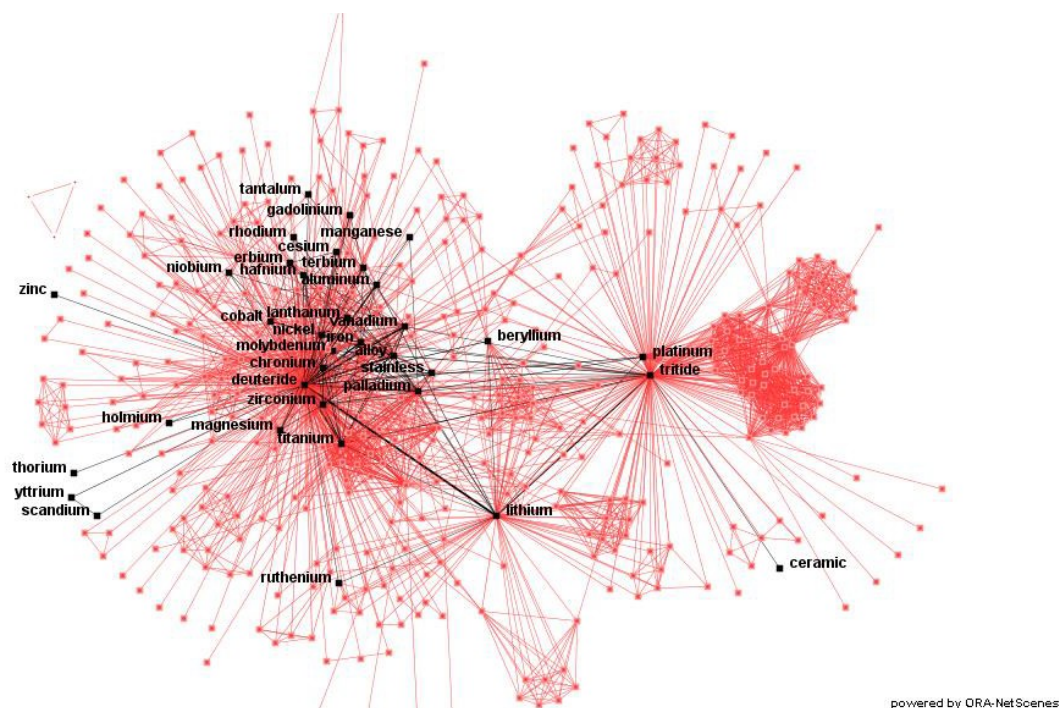 tantalum
gadolinium
rhodium
manganese
cesium
erbium
terbium
hafnium
niobium
aluminum
zinc
lanthanum
cobalt
vanadium
nickel
iron
beryllium
molybdenum
alloy
platinum
chronium
stainless
tritide
deuteride
palladium
zirconium
holmium
magnesium
titanium
thorium
yttrium
scandium
lithium
ceramic
ruthenium
powered by ORA-NetScenes